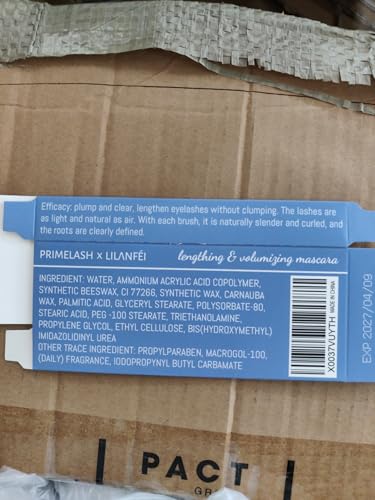 Efficacy: plump and clear, lengthen eyelashes without clumping. The lashes are
as light and natural as air. With each brush, it is naturally slender and curled, and
the roots are clearly defined.
PRIMELASH X LILANFÉI
lengthing & volumizing mascara
INGREDIENT: WATER, AMMONIUM ACRYLIC ACID COPOLYMER,
SYNTHETIC BEESWAX, CI 77266, SYNTHETIC WAX, CARNAUBA
WAX, PALMITIC ACID, GLYCERYL STEARATE, POLYSORBATE-80,
STEARIC ACID, PEG -100 STEARATE, TRIETHANOLAMINE,
PROPYLENE GLYCOL, ETHYL CELLULOSE, BIS(HYDROXYMETHYL)
IMIDAZOLIDINYL UREA
OTHER TRACE INGREDIENT: PROPYLPARABEN, MACROGOL-100,
(DAILY) FRAGRANCE, IODOPROPYNYL BUTYL CARBAMATE
X0037VUYTH
MADE IN CHINA
EXP 2027/04/09
PACT